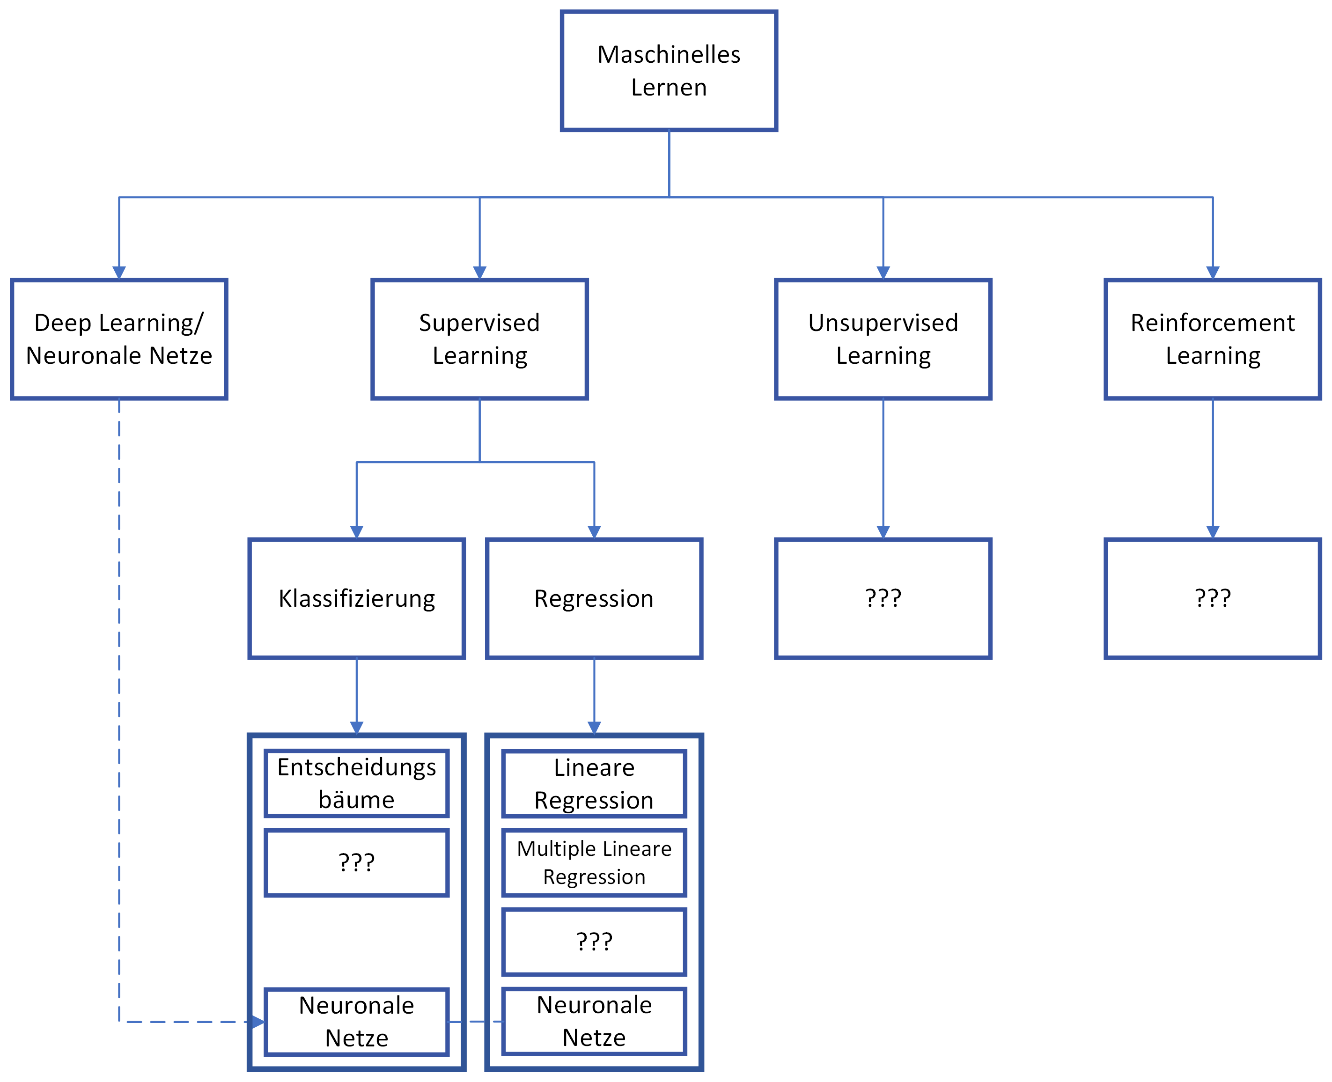 Maschinelles
Lernen
Deep Learning/
Neuronale Netze
Supervised
Learning
Unsupervised
Learning
Reinforcement
Learning
Klassifizierung
Regression
???
???
Entscheidungs
bäume
???
Neuronale
Netze
Lineare
Regression
Multiple Lineare
Regression
???
Neuronale
Netze